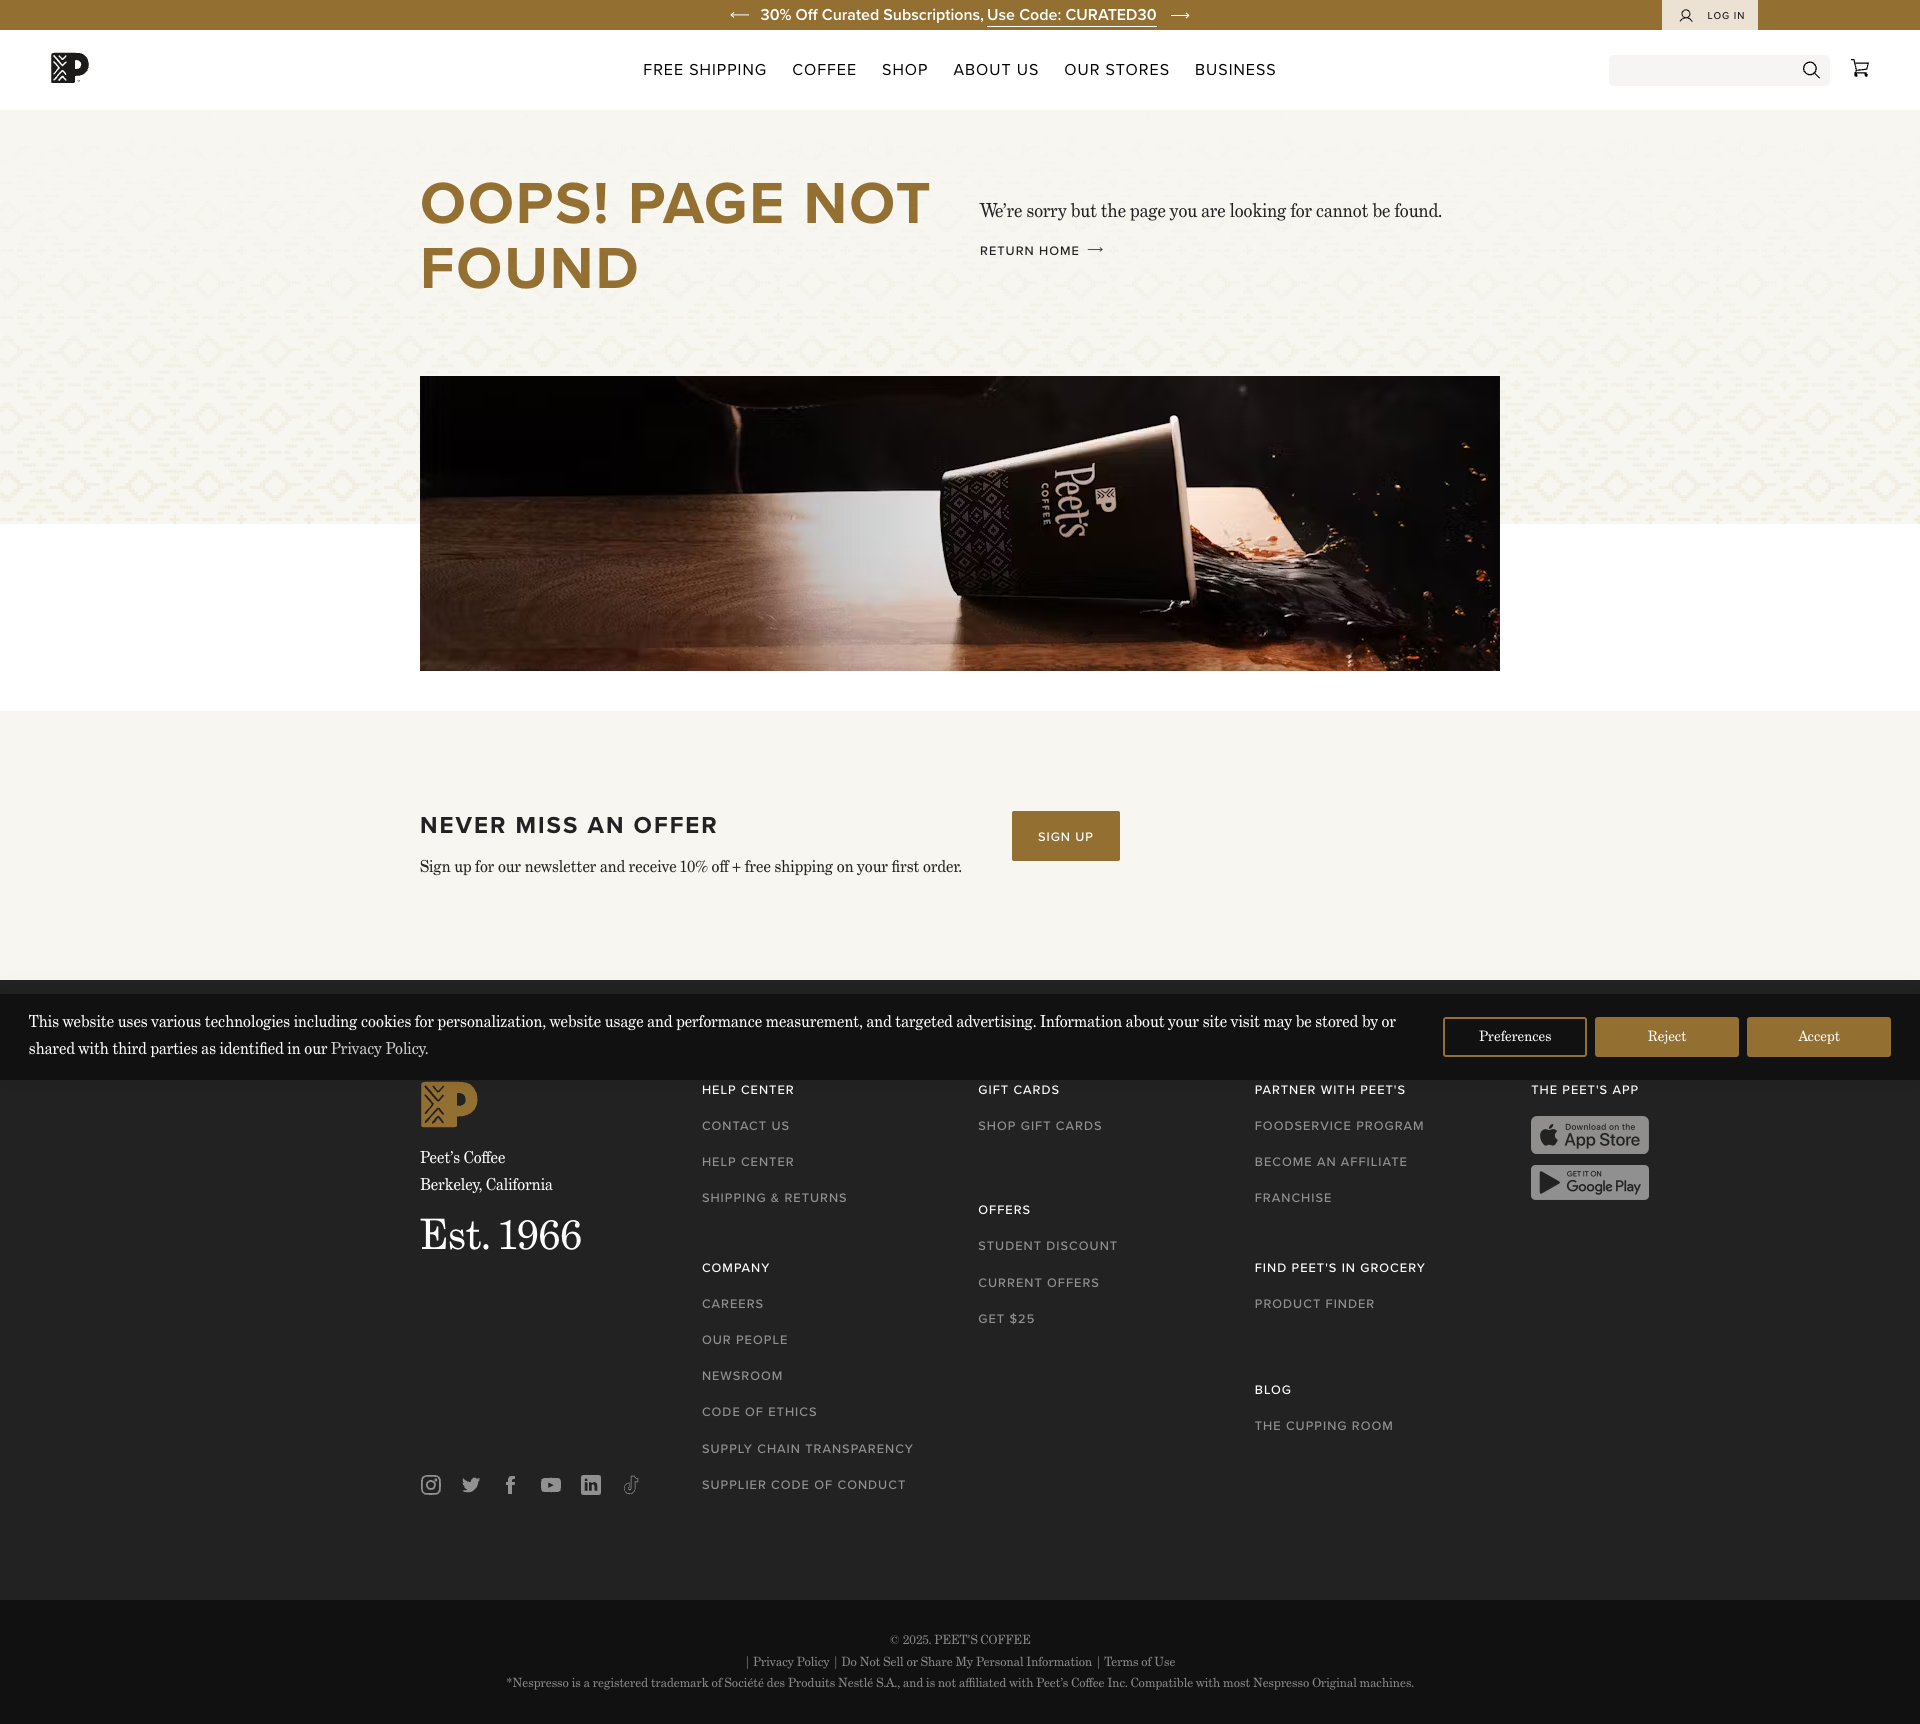 30% Off Curated Subscriptions, Use Code: CURATED30
LOG IN
FREE SHIPPING COFFEE SHOP ABOUT US OUR STORES BUSINESS
OOPS! PAGE NOT
FOUND
We're sorry but the page you are looking for cannot be found.
RETURN HOME
Peet's
COFFEE
NEVER MISS AN OFFER
Sign up for our newsletter and receive 10% off + free shipping on your first order.
SIGN UP
This website uses various technologies including cookies for personalization, website usage and performance measurement, and targeted advertising. Information about your site visit may be stored by or
shared with third parties as identified in our Privacy Policy.
Preferences
Reject
Accept
Peet's Coffee
Berkeley, California
Est. 1966
HELP CENTER
CONTACT US
HELP CENTER
SHIPPING & RETURNS
COMPANY
CAREERS
OUR PEOPLE
NEWSROOM
CODE OF ETHICS
SUPPLY CHAIN TRANSPARENCY
SUPPLIER CODE OF CONDUCT
GIFT CARDS
SHOP GIFT CARDS
OFFERS
STUDENT DISCOUNT
CURRENT OFFERS
GET $25
PARTNER WITH PEET'S
FOODSERVICE PROGRAM
BECOME AN AFFILIATE
FRANCHISE
FIND PEET'S IN GROCERY
PRODUCT FINDER
BLOG
THE CUPPING ROOM
THE PEET'S APP
Download on the
App Store
GET IT ON
Google Play
© 2025. PEET'S COFFEE
| Privacy Policy | Do Not Sell or Share My Personal Information | Terms of Use
*Nespresso is a registered trademark of Société des Produits Nestlé S.A., and is not affiliated with Peet's Coffee Inc. Compatible with most Nespresso Original machines.